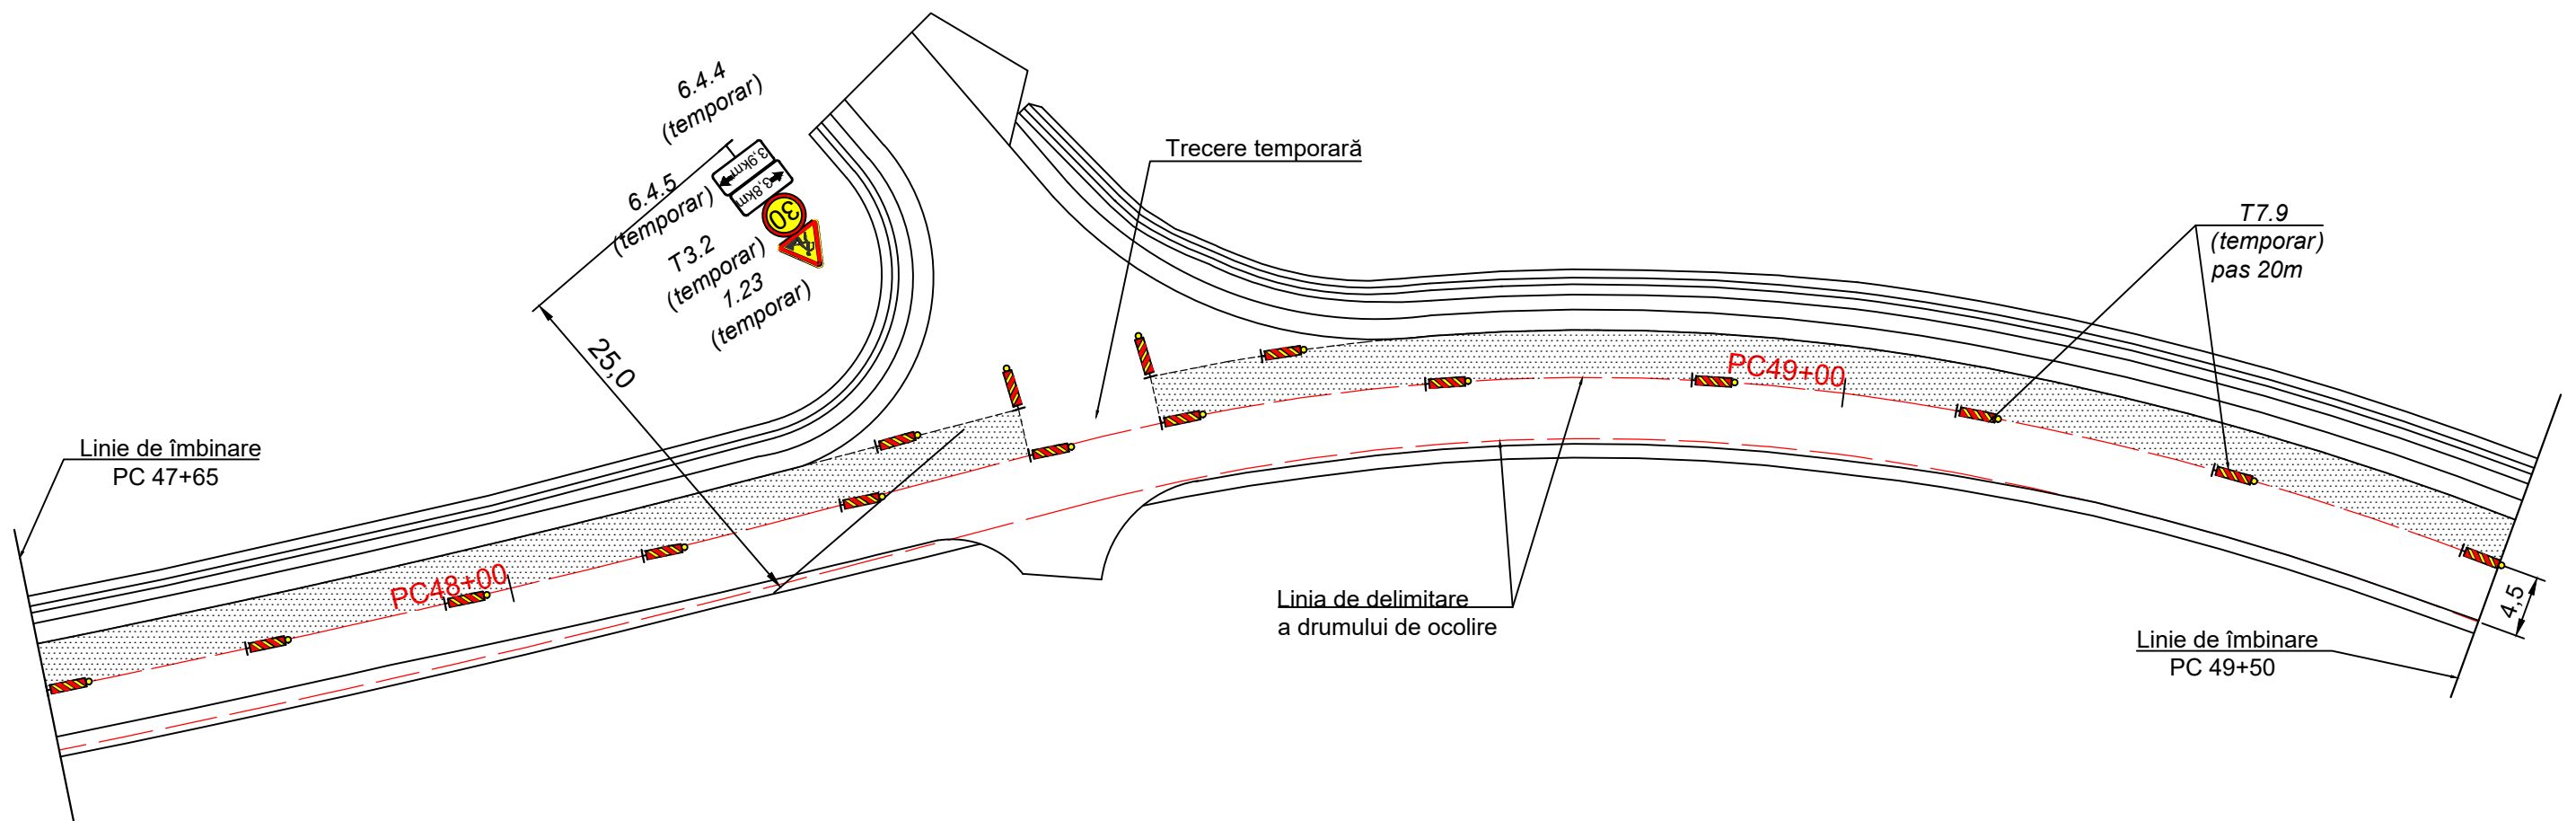 6.4.4
(temporar)
3,9km
3,8km
6.4.5
(temporar)
30
T3.2
(temporar)
1.23
(temporar)
25,0
Trecere temporară
T7.9
(temporar)
pas 20m
PC49+00
Linie de îmbinare
PC 47+65
PC48+00
Linia de delimitare
a drumului de ocolire
4,5
Linie de îmbinare
PC 49+50